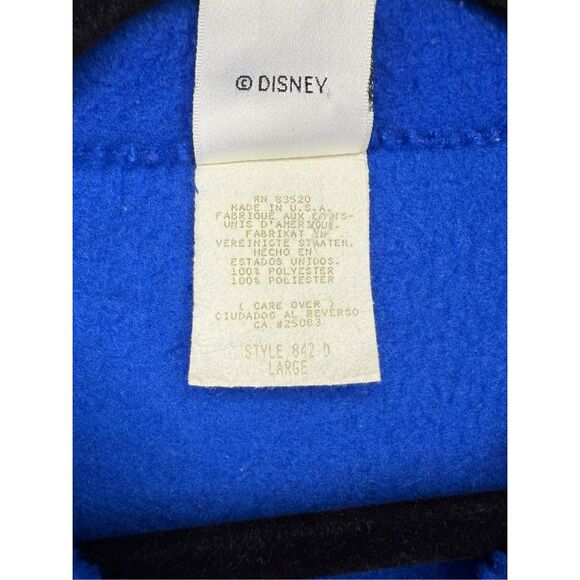 © DISNEY
RN 83520
MADE IN U.S.A.
FABRIQUE AUX ETATS-
UNIS D'AMERIQUE.
FABRIKAT IN
VEREINIGTE STAATEN,
HECHO EN
ESTADOS UNIDOS.
100% POLYESTER
100% POLIESTER
( CARE OVER )
CIUDADOS AL REVERSO
CA #25083
STYLE 842 D
LARGE